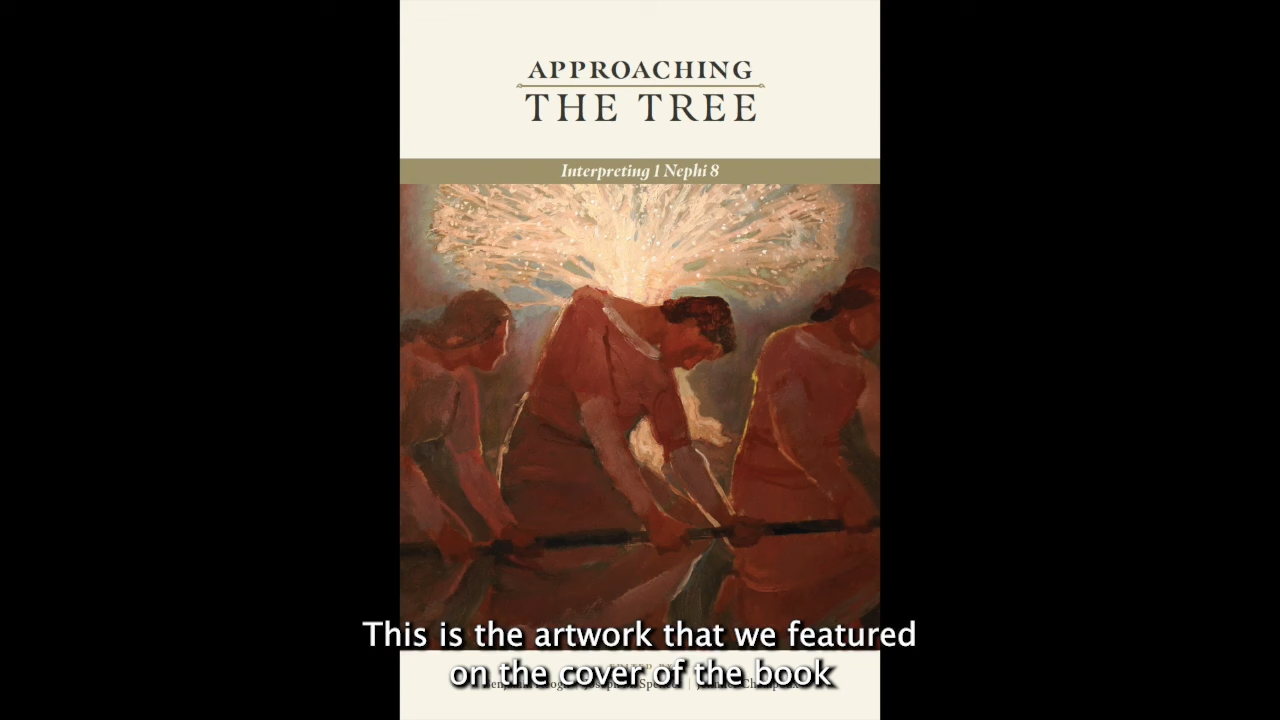 APPROACHING
THE TREE
Interpreting 1 Nephi 8
This is the artwork that we featured
on the cover of the book